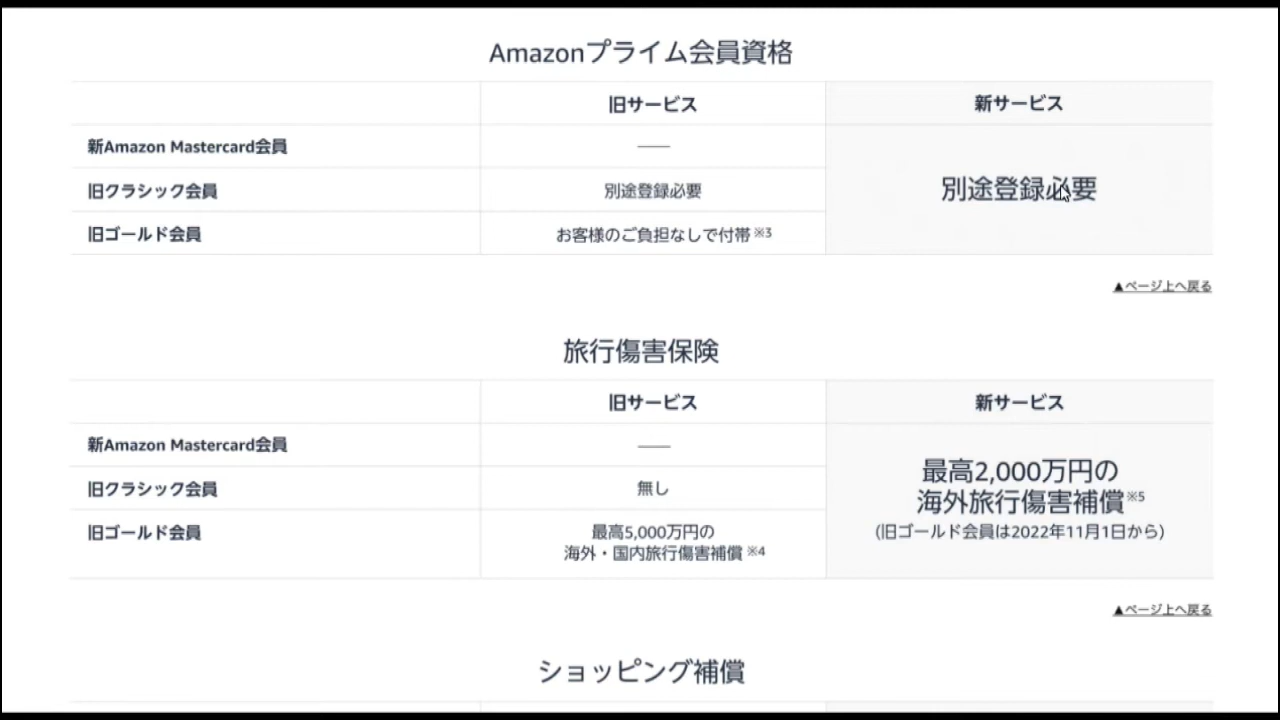 Amazonプライム会員資格
旧サービス 新サービス
新Amazon Mastercard会員 ——
旧クラシック会員 別途登録必要 別途登録必要
旧ゴールド会員 お客様のご負担なしで付帯 ※3
▲ページ上へ戻る
旅行傷害保険
旧サービス 新サービス
新Amazon Mastercard会員 ——
旧クラシック会員 無し
最高2,000万円の
海外旅行傷害補償※5
(旧ゴールド会員は2022年11月1日から)
旧ゴールド会員 最高5,000万円の
海外・国内旅行傷害補償 ※4
▲ページ上へ戻る
ショッピング補償